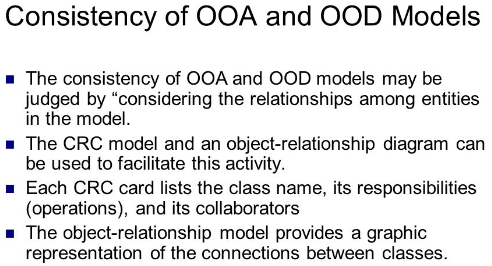 Consistency of OOA and OOD Models
The consistency of OOA and OOD models may be
judged by “considering the relationships among entities
in the model.
The CRC model and an object-relationship diagram can
be used to facilitate this activity.
Each CRC card lists the class name, its responsibilities
(operations), and its collaborators
The object-relationship model provides a graphic
representation of the connections between classes.